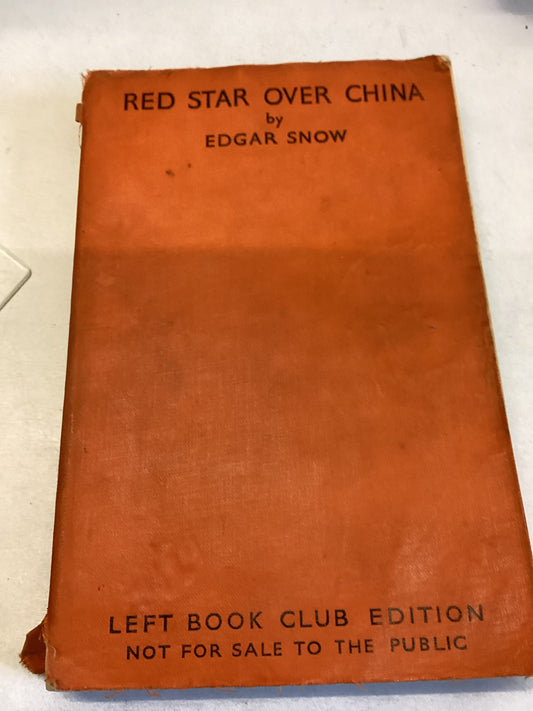 RED STAR OVER CHINA
by
EDGAR SNOW
LEFT BOOK CLUB EDITION
NOT FOR SALE TO THE PUBLIC